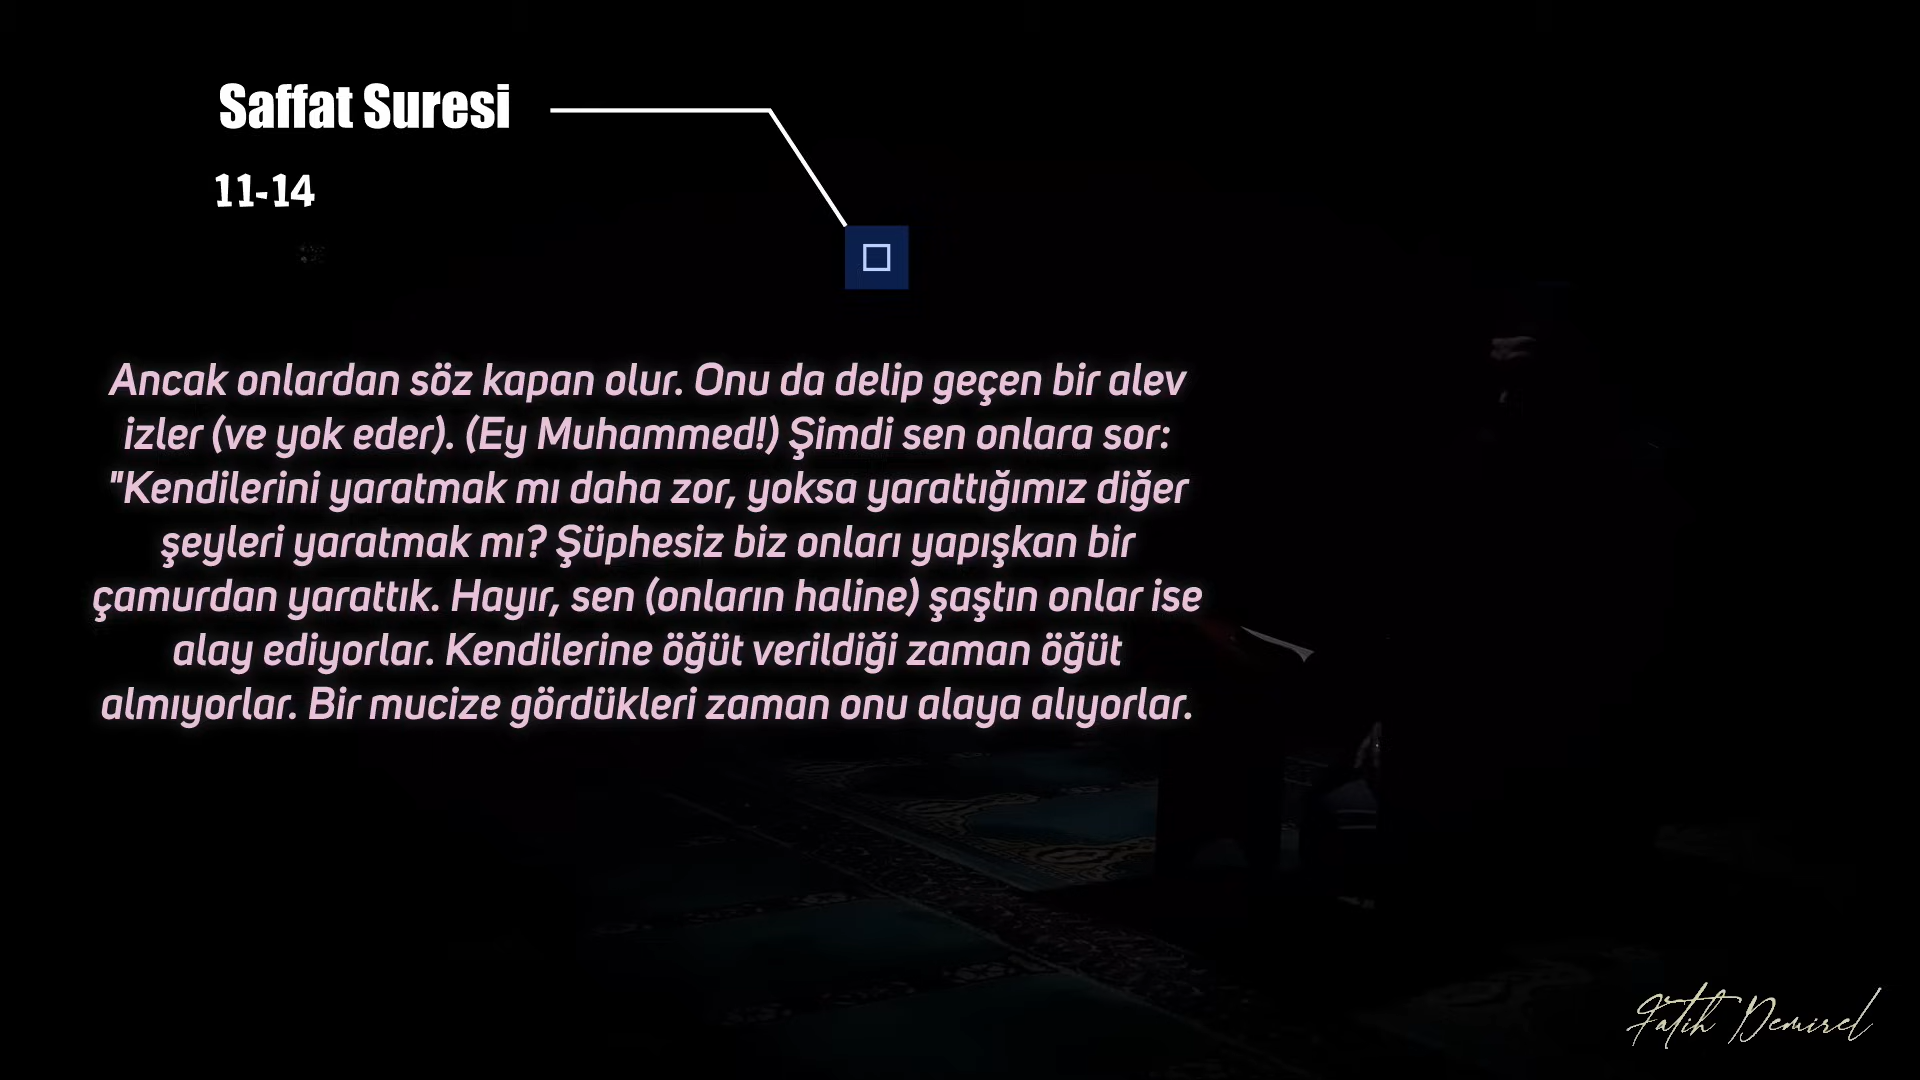 Saffat Suresi
11-14
Ancak onlardan söz kapan olur. Onu da delip geçen bir alev
izler (ve yok eder). (Ey Muhammed!) Şimdi sen onlara sor:
"Kendilerini yaratmak mı daha zor, yoksa yarattığımız diğer
şeyleri yaratmak mı? Şüphesiz biz onları yapışkan bir
çamurdan yarattık. Hayır, sen (onların haline) şaştın onlar ise
alay ediyorlar. Kendilerine öğüt verildiği zaman öğüt
almıyorlar. Bir mucize gördükleri zaman onu alaya alıyorlar.
Fatih Demirel